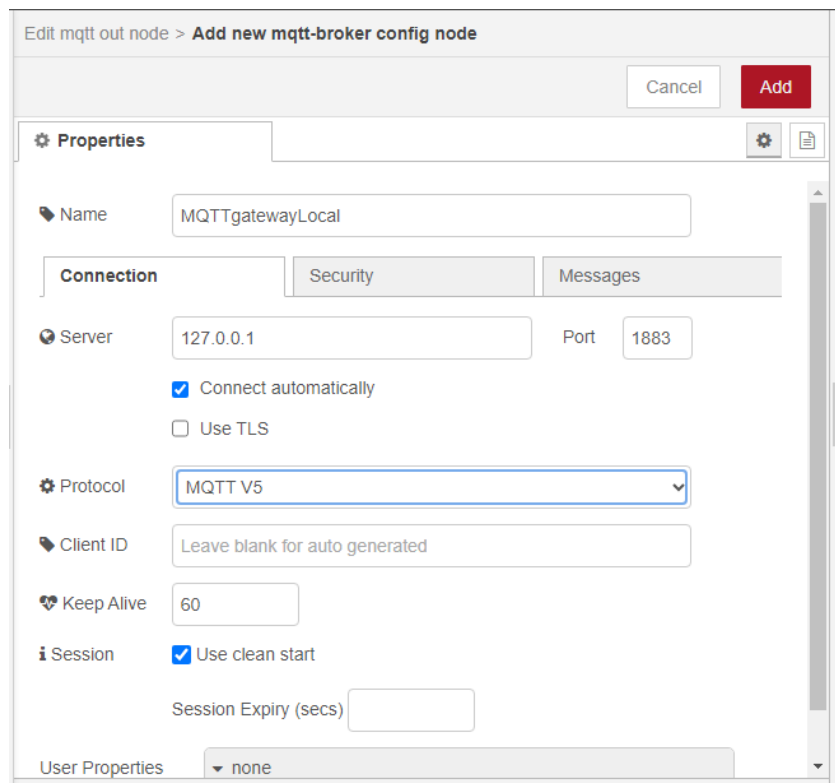 Edit mqtt out node > Add new mqtt-broker config node
Cancel Add
Properties
Name MQTTgatewayLocal
Connection Security Messages
Server 127.0.0.1 Port 1883
Connect automatically
Use TLS
Protocol MQTT V5
Client ID Leave blank for auto generated
Keep Alive 60
Session Use clean start
Session Expiry (secs)
User Properties none